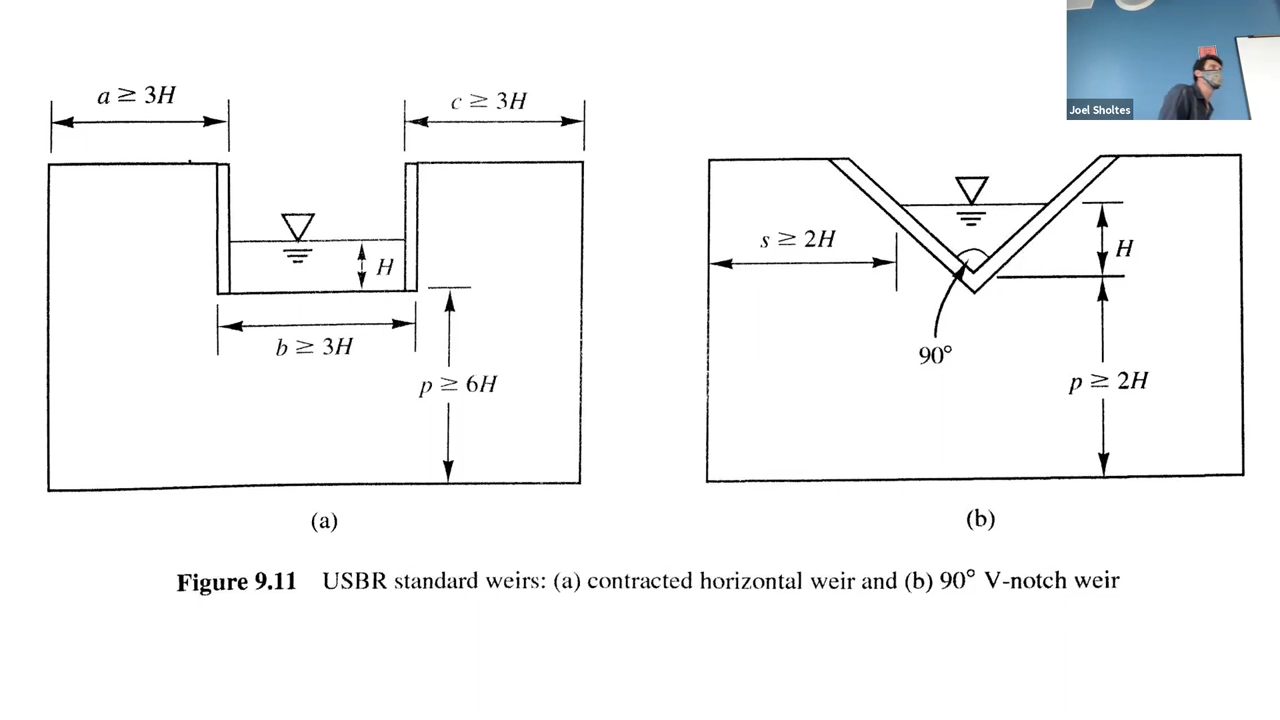 Joel Sholtes
a ≥ 3H
c ≥ 3H
H
b ≥ 3H
p ≥ 6H
(a)
s ≥ 2H
H
90°
p ≥ 2H
(b)
Figure 9.11 USBR standard weirs: (a) contracted horizontal weir and (b) 90° V-notch weir